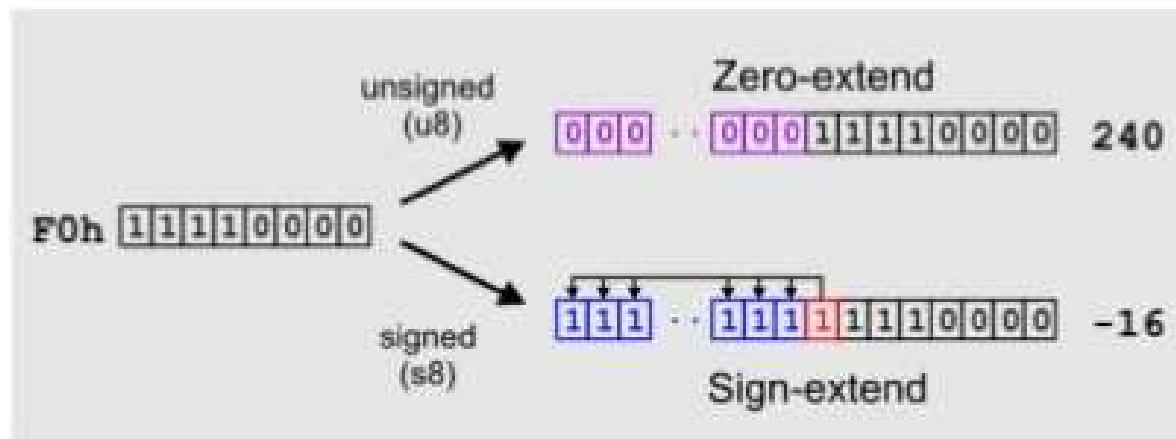 unsigned
(u8)
Zero-extend
000 ·· 00011110000 240
F0h 11110000
111 ·· 11111110000 -16
signed
(s8)
Sign-extend